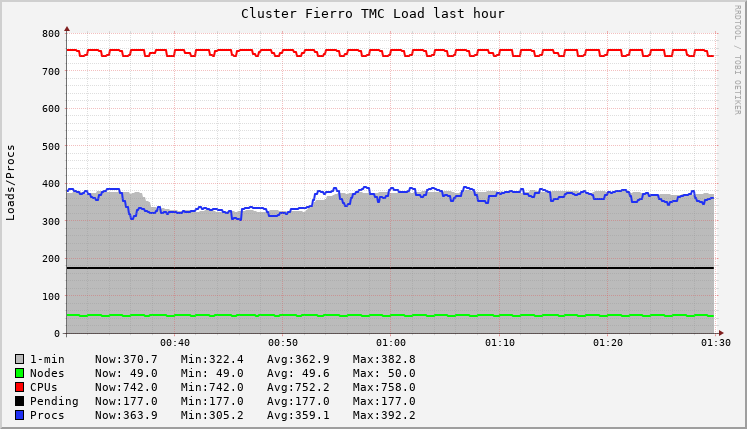 Cluster Fierro TMC Load last hour
RRDTOOL / TOBI OETIKER
Loads/Procs
800
700
600
500
400
300
200
100
0
00:40 00:50 01:00 01:10 01:20 01:30
1-min Now:370.7 Min:322.4 Avg:362.9 Max:382.8
Nodes Now: 49.0 Min: 49.0 Avg: 49.6 Max: 50.0
CPUs Now:742.0 Min:742.0 Avg:752.2 Max:758.0
Pending Now:177.0 Min:177.0 Avg:177.0 Max:177.0
Procs Now:363.9 Min:305.2 Avg:359.1 Max:392.2